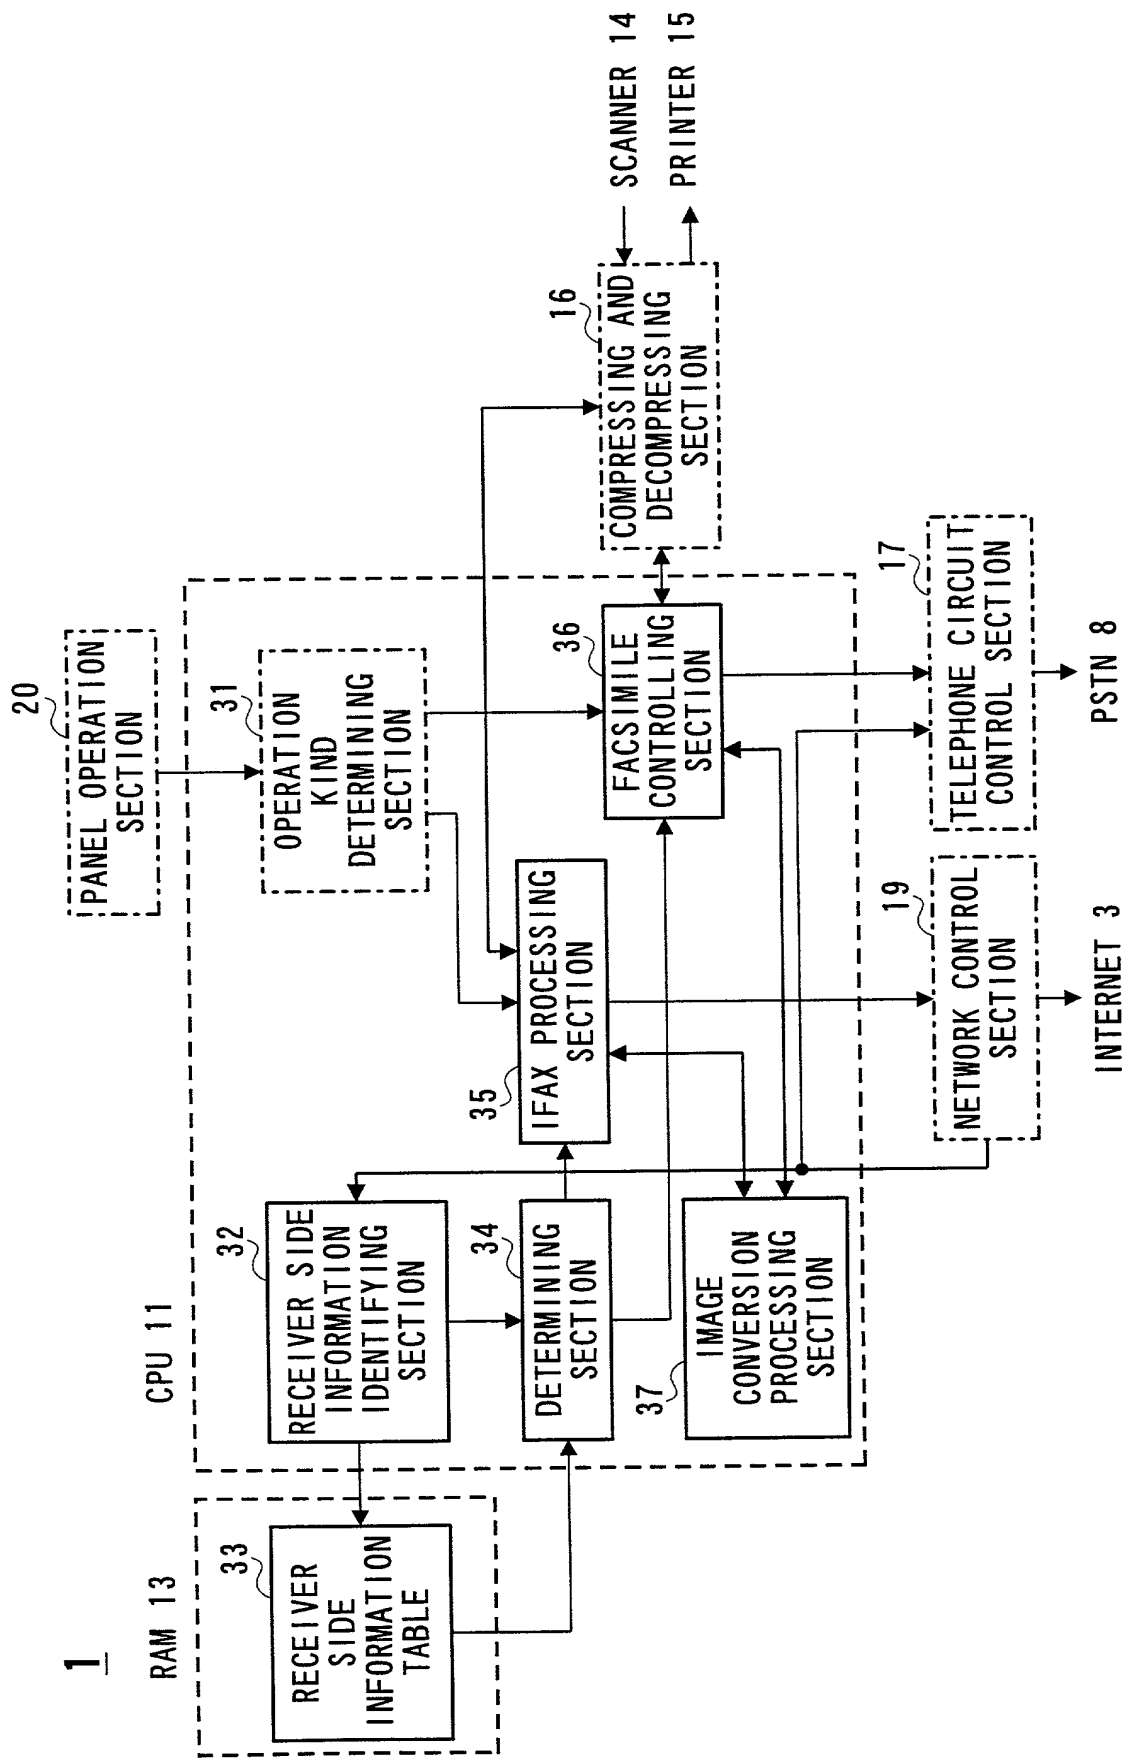 1
RAM 13
33
RECEIVER
SIDE
INFORMATION
TABLE
CPU 11
32
RECEIVER SIDE
INFORMATION
IDENTIFYING
SECTION
34
DETERMINING
SECTION
37
IMAGE
CONVERSION
PROCESSING
SECTION
35
IFAX PROCESSING
SECTION
20
PANEL OPERATION
SECTION
31
OPERATION
KIND
DETERMINING
SECTION
36
FACSIMILE
CONTROLLING
SECTION
16
COMPRESSING AND
DECOMPRESSING
SECTION
SCANNER 14
PRINTER 15
19
NETWORK CONTROL
SECTION
INTERNET 3
17
TELEPHONE CIRCUIT
CONTROL SECTION
PSTN 8